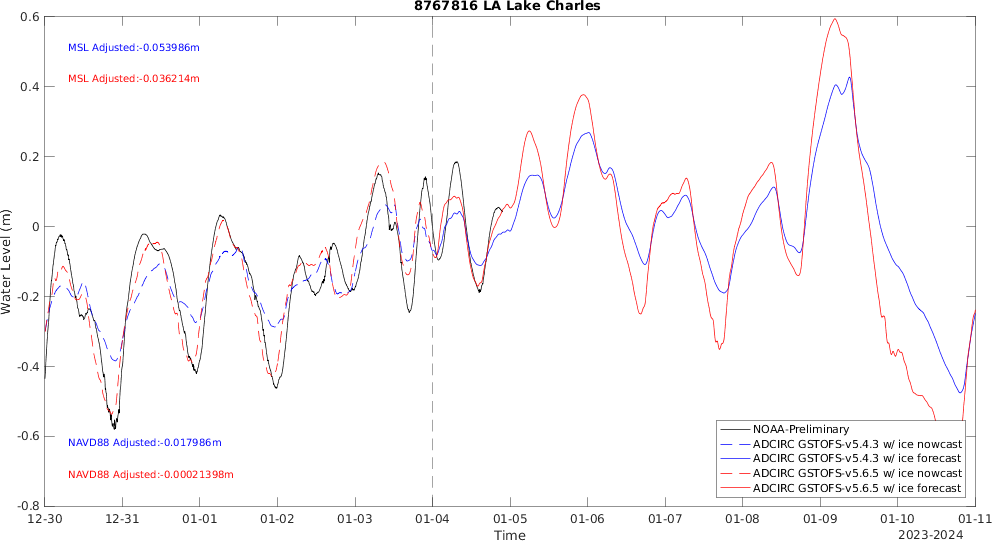 8767816 LA Lake Charles
0.6
0.4
0.2
0
-0.2
-0.4
-0.6
-0.8
Water Level (m)
MSL Adjusted:-0.053986m
MSL Adjusted:-0.036214m
NAVD88 Adjusted:-0.017986m
NAVD88 Adjusted:-0.00021398m
NOAA-Preliminary
ADCIRC GSTOFS-v5.4.3 w/ ice nowcast
ADCIRC GSTOFS-v5.4.3 w/ ice forecast
ADCIRC GSTOFS-v5.6.5 w/ ice nowcast
ADCIRC GSTOFS-v5.6.5 w/ ice forecast
12-30 12-31 01-01 01-02 01-03 01-04 01-05 01-06 01-07 01-08 01-09 01-10 01-11
Time
2023-2024